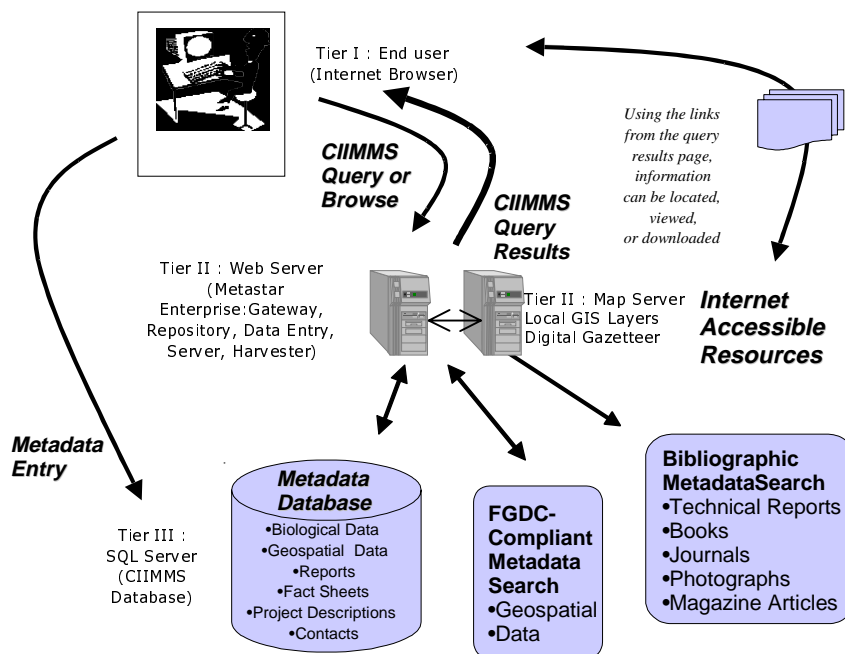 Tier I : End user
(Internet Browser)
Using the links
from the query
results page,
information
can be located,
viewed,
or downloaded
CIIMMS
Query or
Browse
CIIMMS
Query
Results
Tier II : Web Server
(Metastar
Enterprise:Gateway,
Repository, Data Entry,
Server, Harvester)
Tier II : Map Server
Local GIS Layers
Digital Gazetteer
Internet
Accessible
Resources
Metadata
Entry
Tier III :
SQL Server
(CIIMMS
Database)
Metadata
Database
•Biological Data
•Geospatial Data
•Reports
•Fact Sheets
•Project Descriptions
•Contacts
FGDC-
Compliant
Metadata
Search
•Geospatial
•Data
Bibliographic
MetadataSearch
•Technical Reports
•Books
•Journals
•Photographs
•Magazine Articles